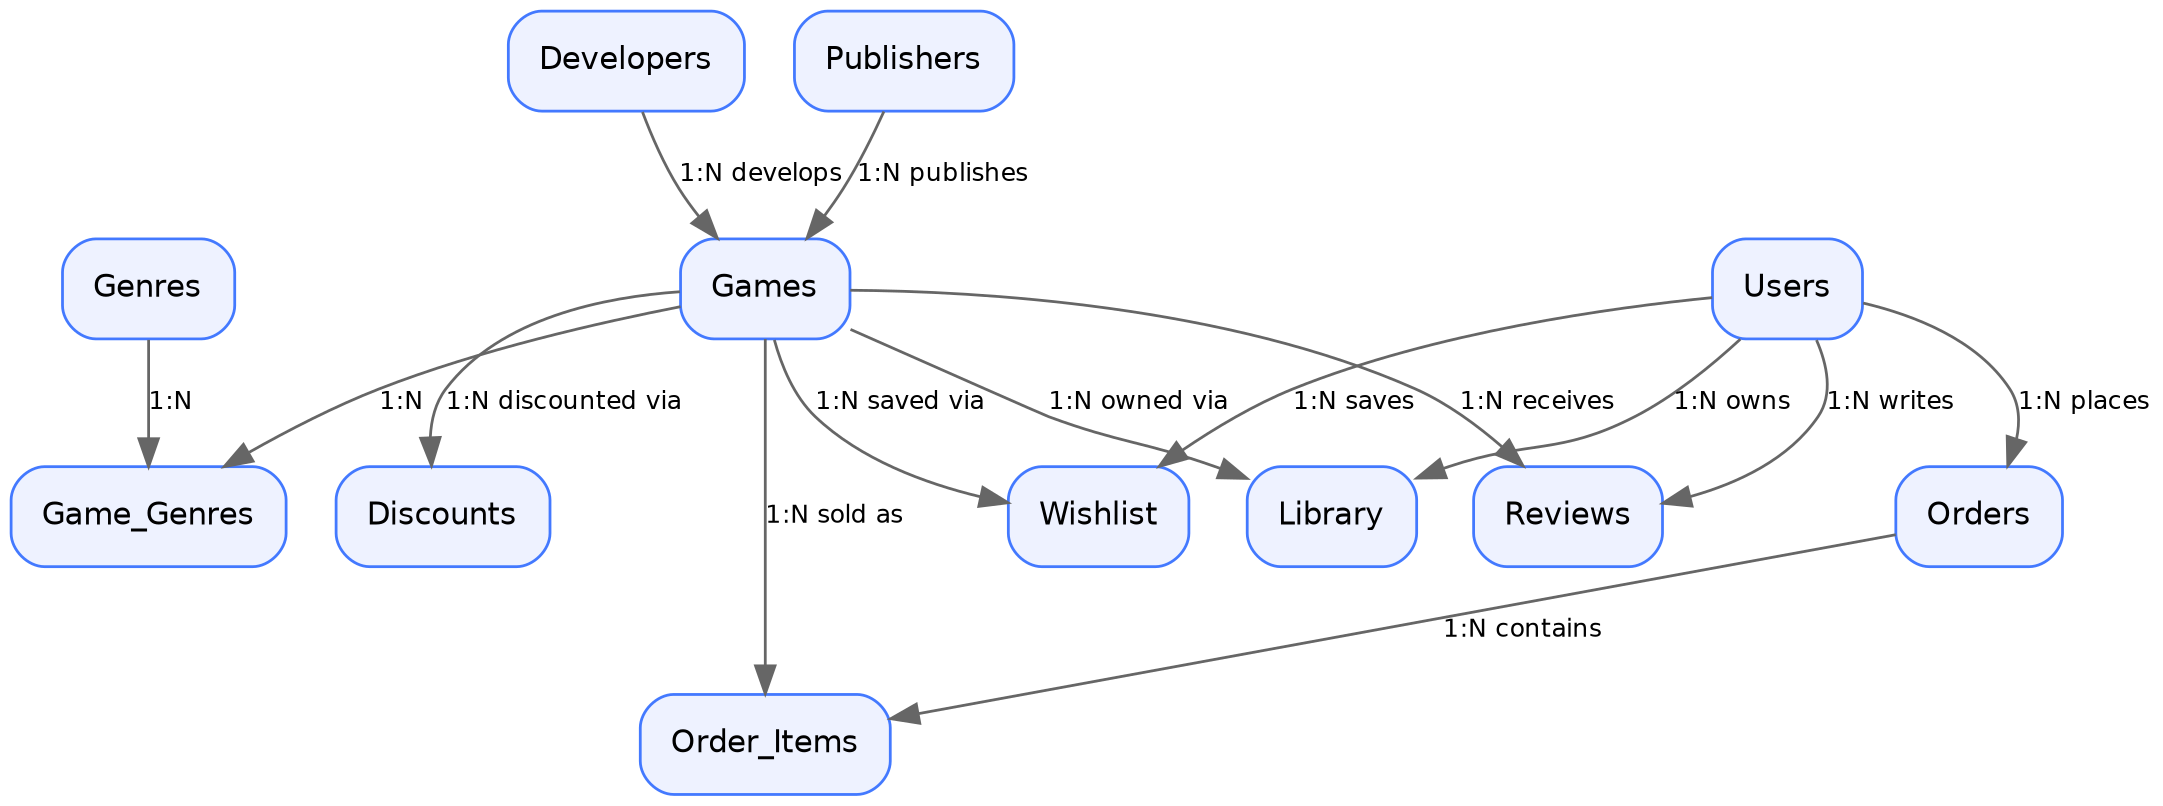 Developers
Publishers
1:N develops
1:N publishes
Genres
Games
Users
1:N
1:N
1:N discounted via
1:N saved via
1:N owned via
1:N saves
1:N receives
1:N owns
1:N writes
1:N places
Game_Genres
Discounts
1:N sold as
Wishlist
Library
Reviews
Orders
1:N contains
Order_Items